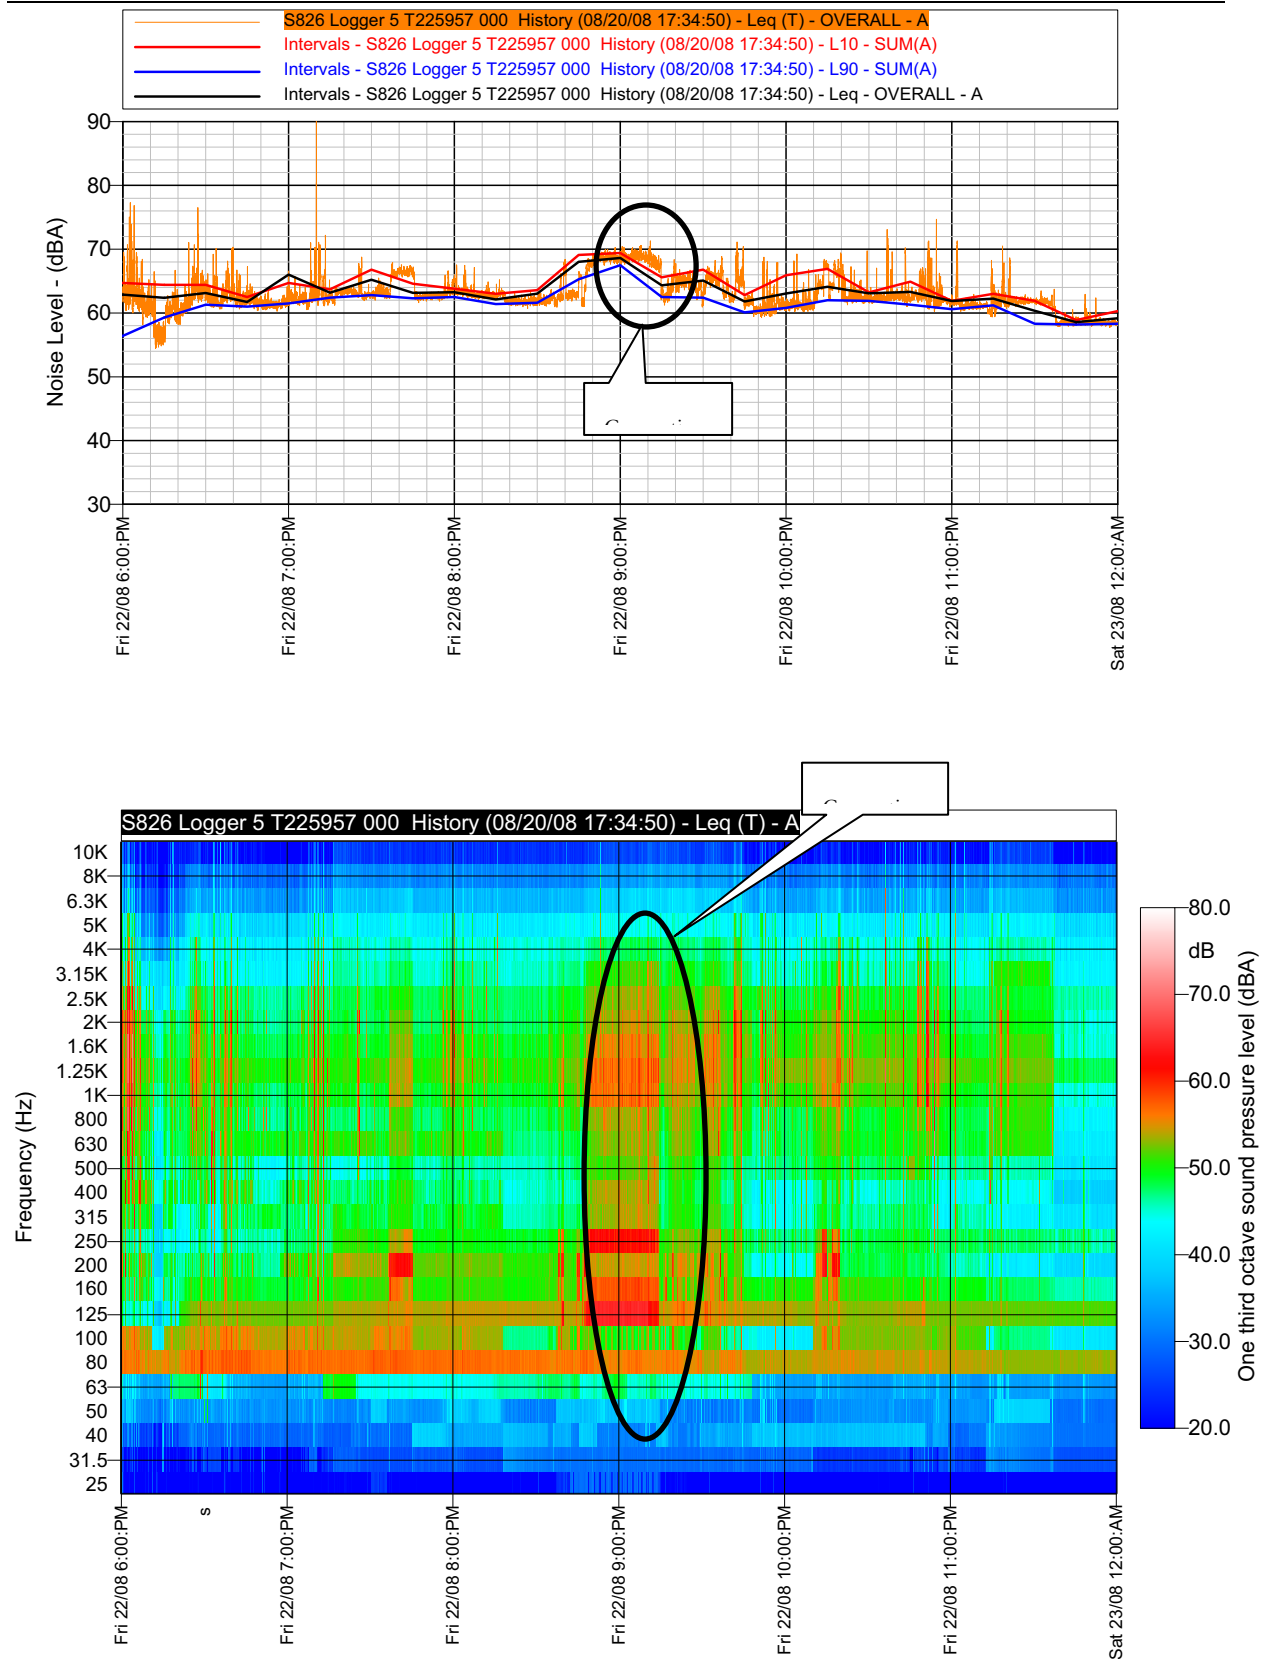 S826 Logger 5 T225957 000  History (08/20/08 17:34:50) - Leq (T) - OVERALL - A
Intervals - S826 Logger 5 T225957 000  History (08/20/08 17:34:50) - L10 - SUM(A)
Intervals - S826 Logger 5 T225957 000  History (08/20/08 17:34:50) - L90 - SUM(A)
Intervals - S826 Logger 5 T225957 000  History (08/20/08 17:34:50) - Leq - OVERALL - A
90
80
70
60
50
40
30
Noise Level - (dBA)
Fri 22/08 6:00:PM
Fri 22/08 7:00:PM
Fri 22/08 8:00:PM
Fri 22/08 9:00:PM
Fri 22/08 10:00:PM
Fri 22/08 11:00:PM
Sat 23/08 12:00:AM
S826 Logger 5 T225957 000  History (08/20/08 17:34:50) - Leq (T) - A
10K
8K
6.3K
5K
4K
3.15K
2.5K
2K
1.6K
1.25K
1K
800
630
500
400
315
250
200
160
125
100
80
63
50
40
31.5
25
Frequency (Hz)
80.0
dB
70.0
60.0
50.0
40.0
30.0
20.0
One third octave sound pressure level (dBA)
s
Fri 22/08 6:00:PM
Fri 22/08 7:00:PM
Fri 22/08 8:00:PM
Fri 22/08 9:00:PM
Fri 22/08 10:00:PM
Fri 22/08 11:00:PM
Sat 23/08 12:00:AM